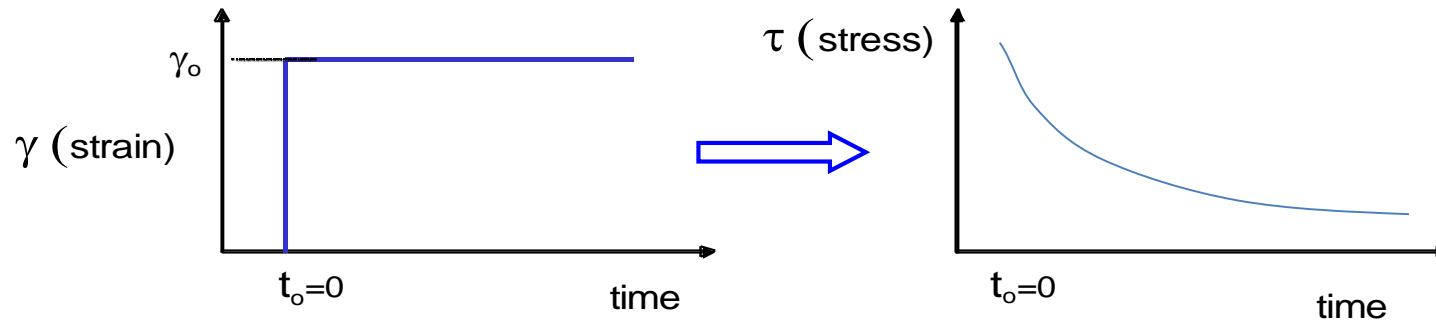 γₒ
γ (strain)
tₒ=0
time
τ (stress)
tₒ=0
time